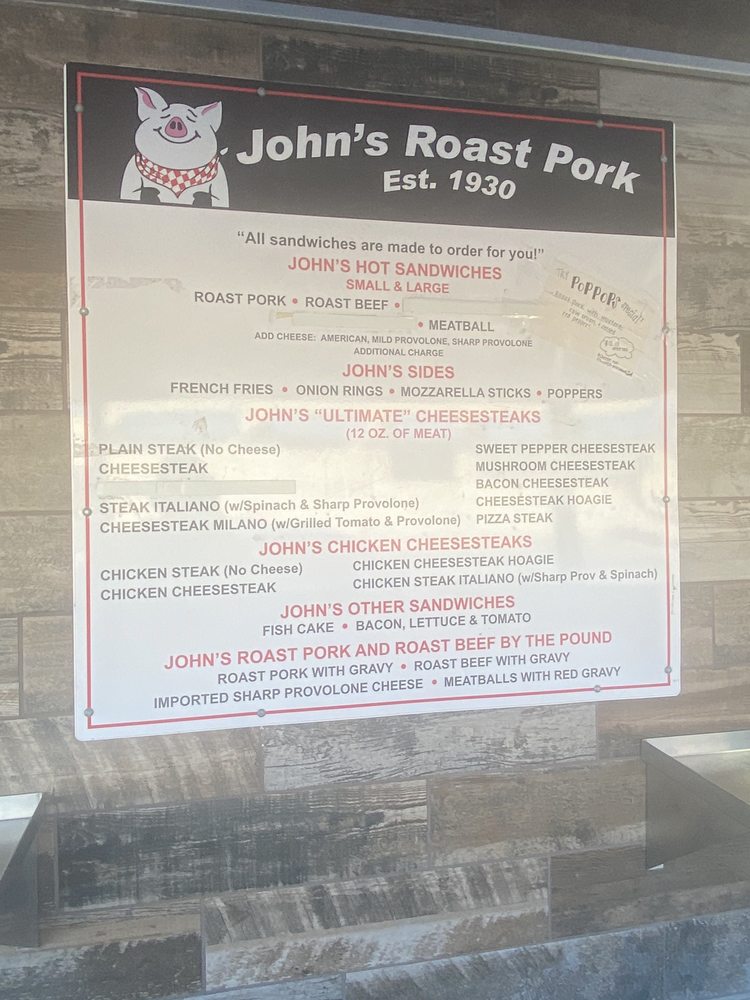 John's Roast Pork
Est. 1930
"All sandwiches are made to order for you!"
JOHN'S HOT SANDWICHES
SMALL & LARGE
ROAST PORK • ROAST BEEF •
• MEATBALL
ADD CHEESE: AMERICAN, MILD PROVOLONE, SHARP PROVOLONE
ADDITIONAL CHARGE
TRY POPPORS
Roast Pork with
JOHN'S SIDES
FRENCH FRIES • ONION RINGS • MOZZARELLA STICKS • POPPERS
JOHN'S "ULTIMATE" CHEESESTEAKS
(12 OZ. OF MEAT)
PLAIN STEAK (No Cheese)
CHEESESTEAK
STEAK ITALIANO (w/Spinach & Sharp Provolone)
CHEESESTEAK MILANO (w/Grilled Tomato & Provolone)
SWEET PEPPER CHEESESTEAK
MUSHROOM CHEESESTEAK
BACON CHEESESTEAK
CHEESESTEAK HOAGIE
PIZZA STEAK
JOHN'S CHICKEN CHEESESTEAKS
CHICKEN STEAK (No Cheese)
CHICKEN CHEESESTEAK
CHICKEN CHEESESTEAK HOAGIE
CHICKEN STEAK ITALIANO (w/Sharp Prov & Spinach)
JOHN'S OTHER SANDWICHES
FISH CAKE • BACON, LETTUCE & TOMATO
JOHN'S ROAST PORK AND ROAST BEEF BY THE POUND
ROAST PORK WITH GRAVY • ROAST BEEF WITH GRAVY
IMPORTED SHARP PROVOLONE CHEESE • MEATBALLS WITH RED GRAVY